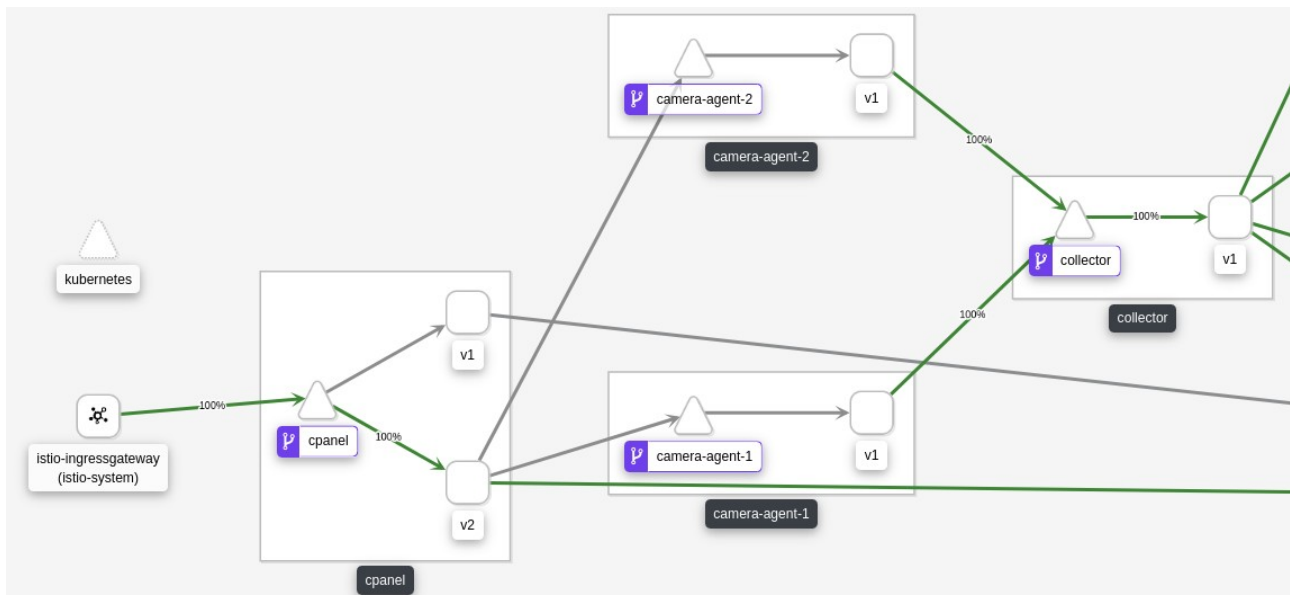 camera-agent-2
v1
camera-agent-2
100%
100%
collector
v1
collector
kubernetes
v1
100%
cpanel
100%
v2
cpanel
istio-ingressgateway
(istio-system)
100%
camera-agent-1
v1
camera-agent-1